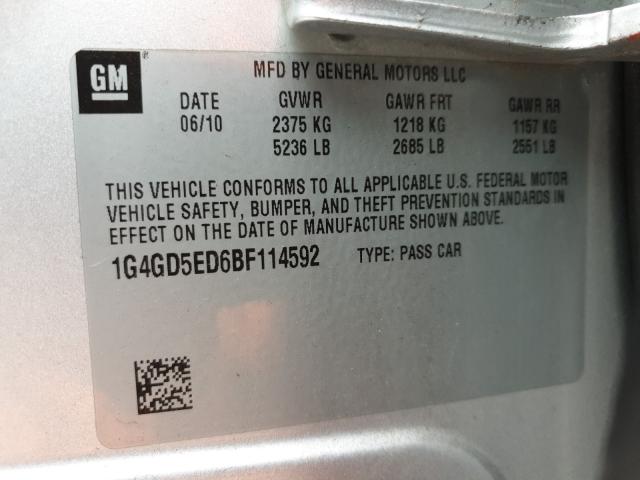 GM
MFD BY GENERAL MOTORS LLC
DATE GVWR GAWR FRT GAWR RR
06/10 2375 KG 1218 KG 1157 KG
5236 LB 2685 LB 2551 LB
THIS VEHICLE CONFORMS TO ALL APPLICABLE U.S. FEDERAL MOTOR
VEHICLE SAFETY, BUMPER, AND THEFT PREVENTION STANDARDS IN
EFFECT ON THE DATE OF MANUFACTURE SHOWN ABOVE.
1G4GD5ED6BF114592 TYPE: PASS CAR